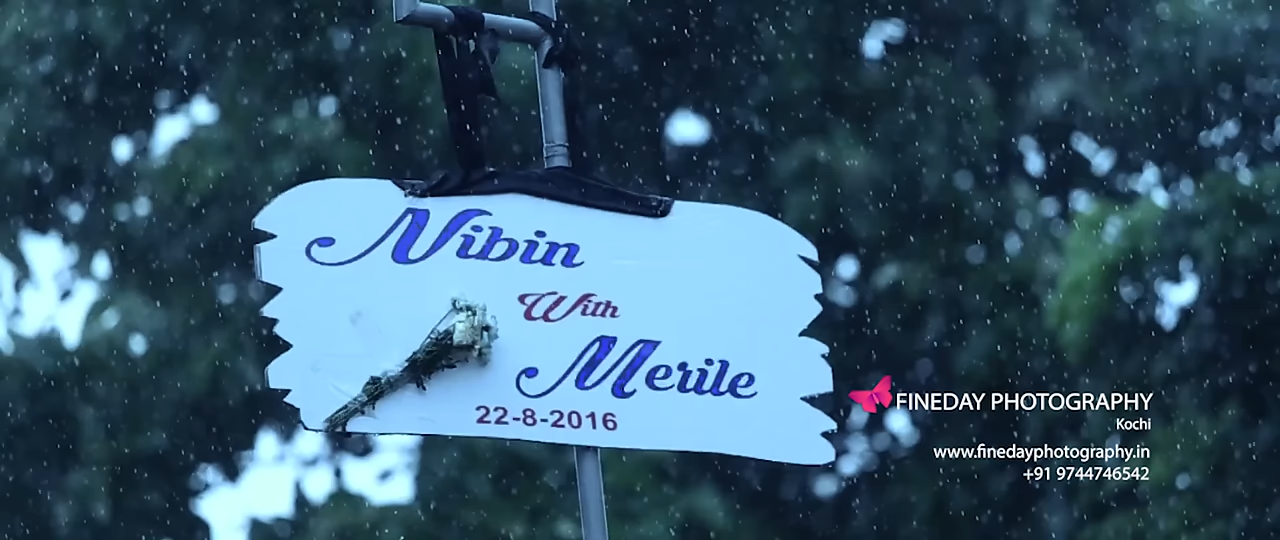 Nibin
With
Merile
22-8-2016
FINEDAY PHOTOGRAPHY
Kochi
www.finedayphotography.in
+91 9744746542